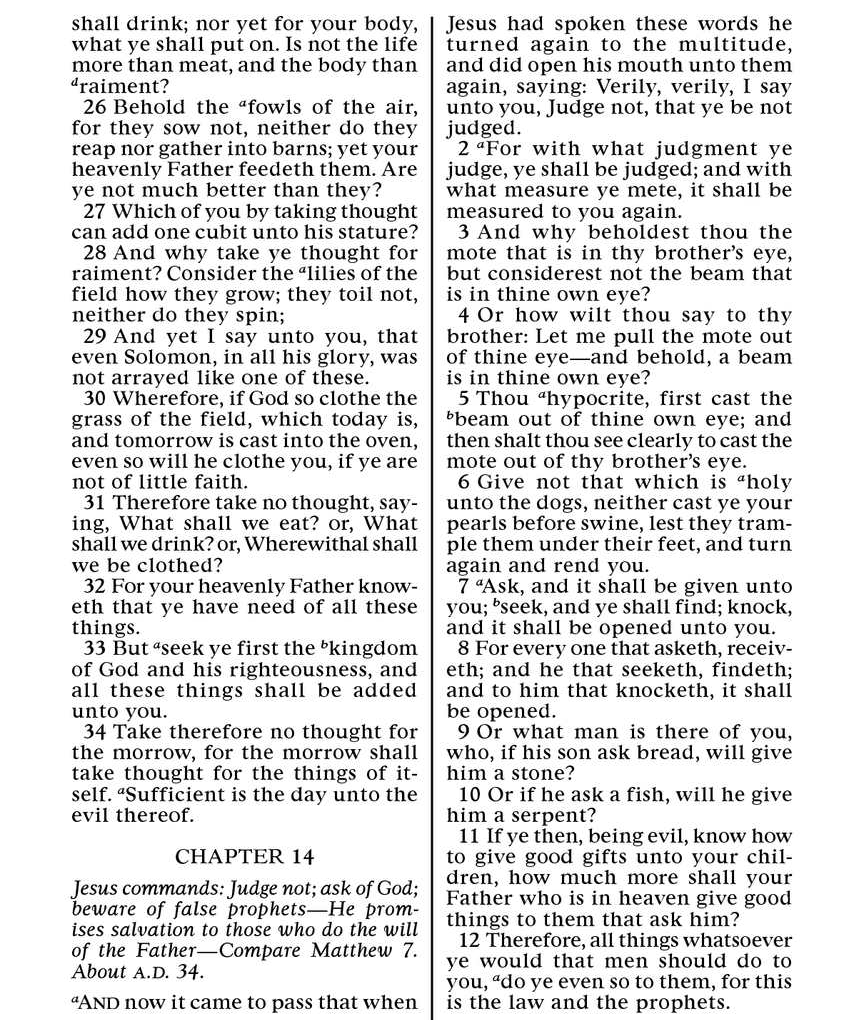 shall drink; nor yet for your body,
what ye shall put on. Is not the life
more than meat, and the body than
draiment?
26 Behold the afowls of the air,
for they sow not, neither do they
reap nor gather into barns; yet your
heavenly Father feedeth them. Are
ye not much better than they?
27 Which of you by taking thought
can add one cubit unto his stature?
28 And why take ye thought for
raiment? Consider the alilies of the
field how they grow; they toil not,
neither do they spin;
29 And yet I say unto you, that
even Solomon, in all his glory, was
not arrayed like one of these.
30 Wherefore, if God so clothe the
grass of the field, which today is,
and tomorrow is cast into the oven,
even so will he clothe you, if ye are
not of little faith.
31 Therefore take no thought, say-
ing, What shall we eat? or, What
shall we drink? or, Wherewithal shall
we be clothed?
32 For your heavenly Father know-
eth that ye have need of all these
things.
33 But aseek ye first the bkingdom
of God and his righteousness, and
all these things shall be added
unto you.
34 Take therefore no thought for
the morrow, for the morrow shall
take thought for the things of it-
self. aSufficient is the day unto the
evil thereof.
CHAPTER 14
Jesus commands: Judge not; ask of God;
beware of false prophets—He prom-
ises salvation to those who do the will
of the Father—Compare Matthew 7.
About A.D. 34.
aAND now it came to pass that when
Jesus had spoken these words he
turned again to the multitude,
and did open his mouth unto them
again, saying: Verily, verily, I say
unto you, Judge not, that ye be not
judged.
2 aFor with what judgment ye
judge, ye shall be judged; and with
what measure ye mete, it shall be
measured to you again.
3 And why beholdest thou the
mote that is in thy brother's eye,
but considerest not the beam that
is in thine own eye?
4 Or how wilt thou say to thy
brother: Let me pull the mote out
of thine eye—and behold, a beam
is in thine own eye?
5 Thou ahypocrite, first cast the
bbeam out of thine own eye; and
then shalt thou see clearly to cast the
mote out of thy brother's eye.
6 Give not that which is aholy
unto the dogs, neither cast ye your
pearls before swine, lest they tram-
ple them under their feet, and turn
again and rend you.
7 aAsk, and it shall be given unto
you; bseek, and ye shall find; knock,
and it shall be opened unto you.
8 For every one that asketh, receiv-
eth; and he that seeketh, findeth;
and to him that knocketh, it shall
be opened.
9 Or what man is there of you,
who, if his son ask bread, will give
him a stone?
10 Or if he ask a fish, will he give
him a serpent?
11 If ye then, being evil, know how
to give good gifts unto your chil-
dren, how much more shall your
Father who is in heaven give good
things to them that ask him?
12 Therefore, all things whatsoever
ye would that men should do to
you, ado ye even so to them, for this
is the law and the prophets.